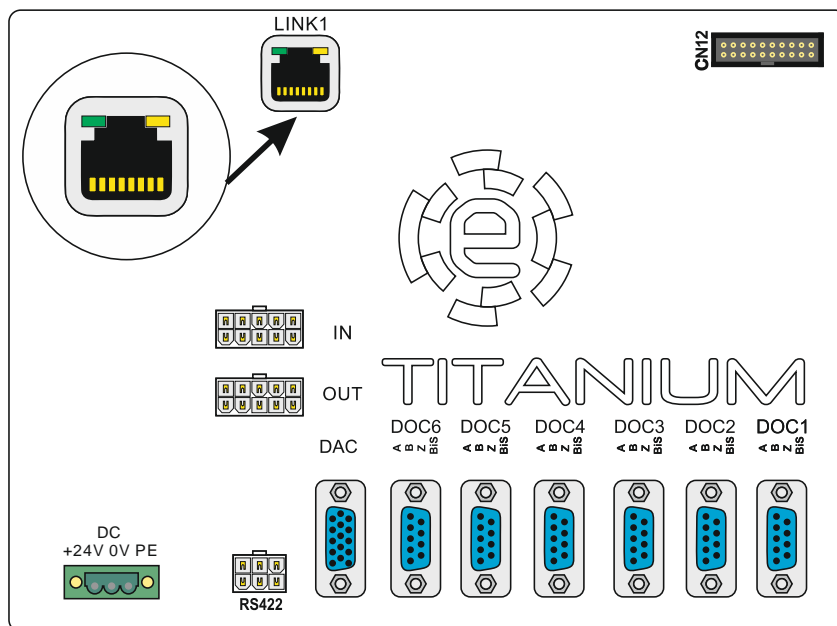 LINK1
CN12
e
IN
TITANIUM
OUT
DOC6 DOC5 DOC4 DOC3 DOC2 DOC1
A B Z BiS A B Z BiS A B Z BiS A B Z BiS A B Z BiS A B Z BiS
DAC
DC
+24V 0V PE
RS422